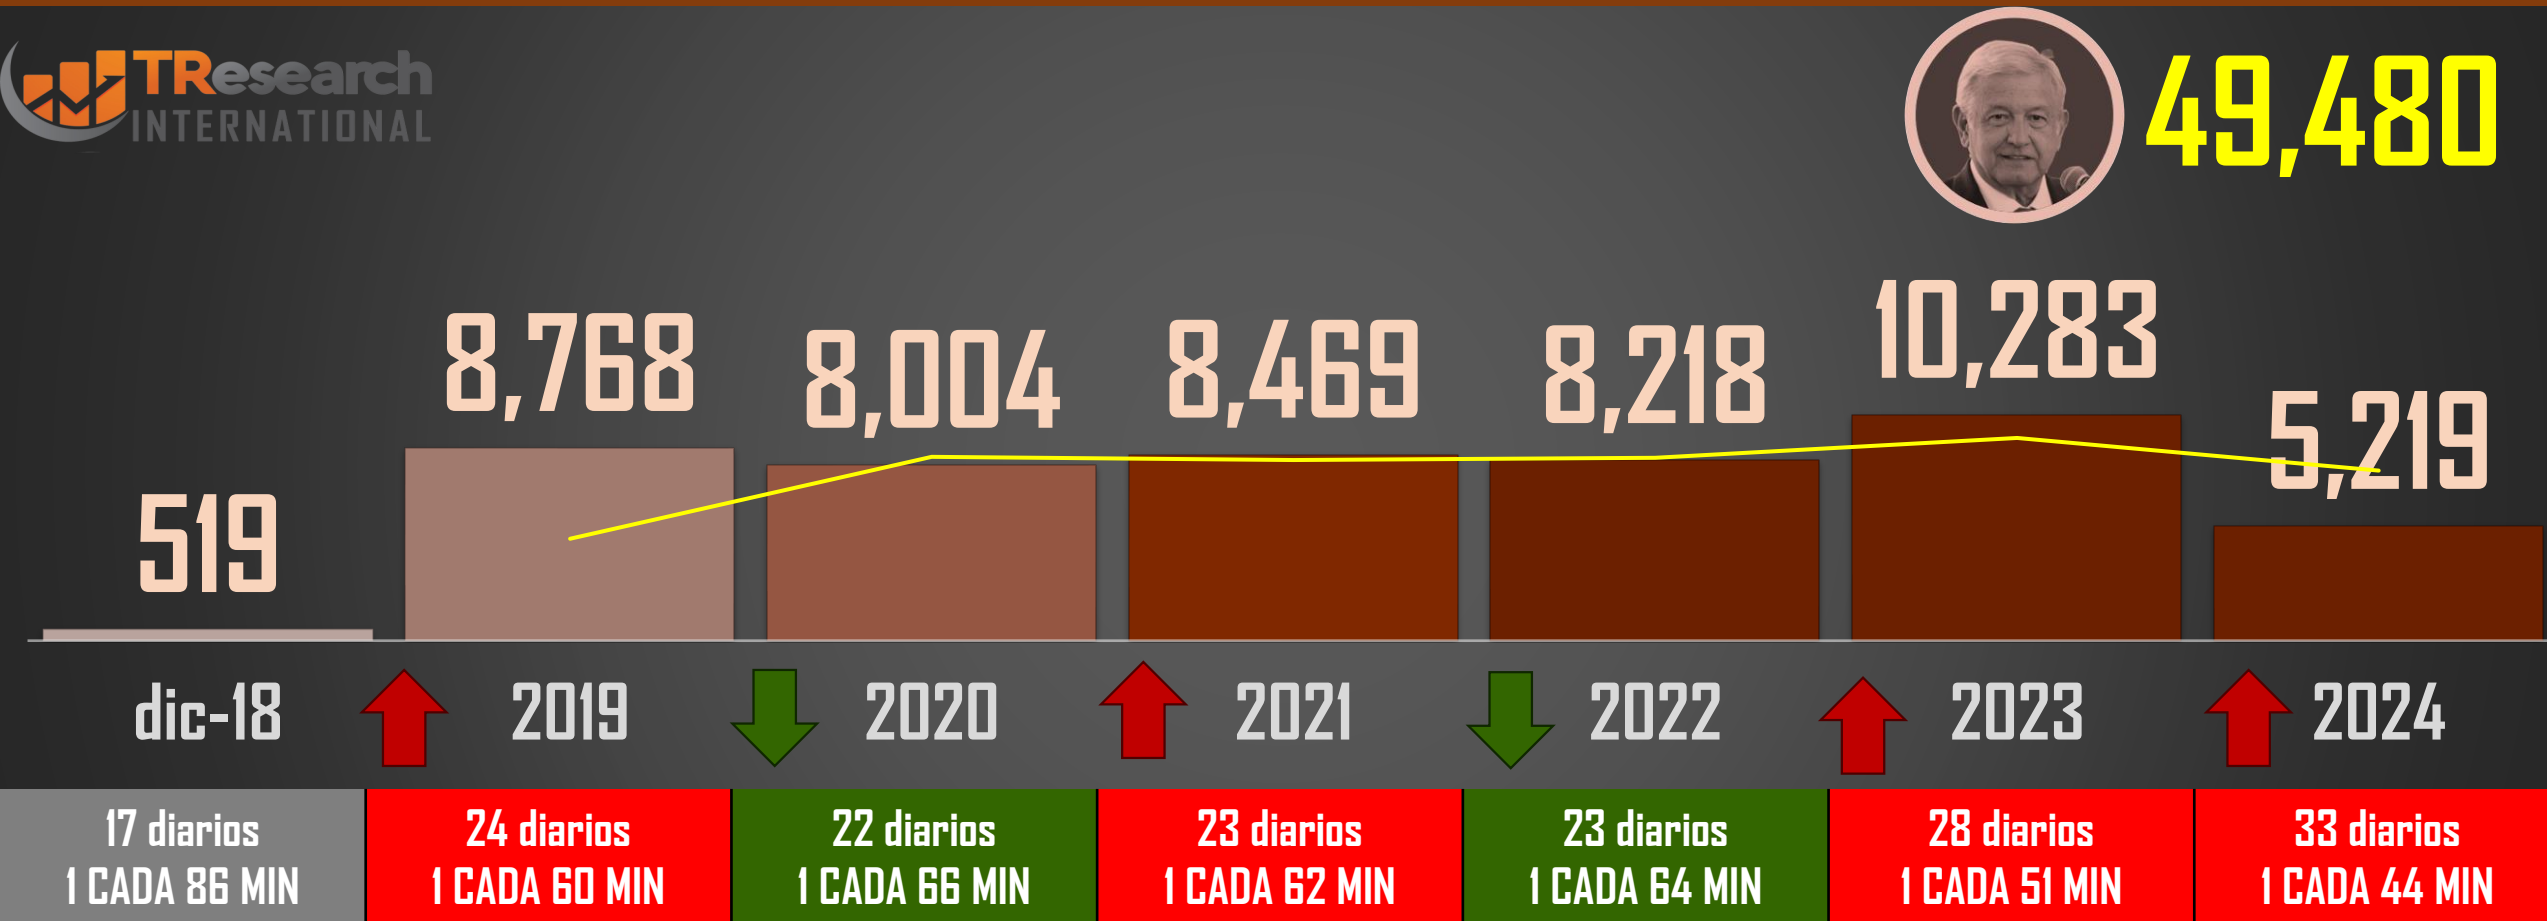 TResearch
INTERNATIONAL
49,480
519
8,768
8,004
8,469
8,218
10,283
5,219
dic-18
2019
2020
2021
2022
2023
2024
17 diarios
1 CADA 86 MIN
24 diarios
1 CADA 60 MIN
22 diarios
1 CADA 66 MIN
23 diarios
1 CADA 62 MIN
23 diarios
1 CADA 64 MIN
28 diarios
1 CADA 51 MIN
33 diarios
1 CADA 44 MIN